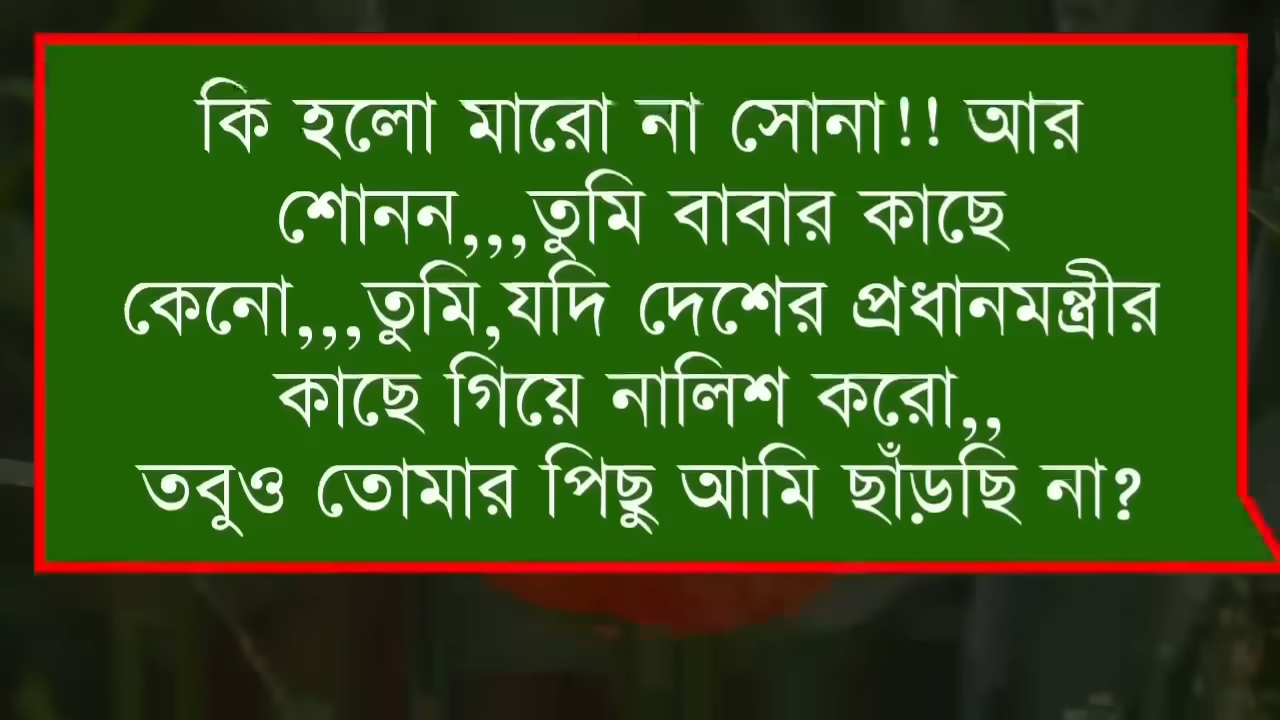 কি হলো মারো না সোনা!! আর
শোনন,,,তুমি বাবার কাছে
কেনো,,,তুমি,যদি দেশের প্রধানমন্ত্রীর
কাছে গিয়ে নালিশ করো,,
তবুও তোমার পিছু আমি ছাঁড়ছি না?